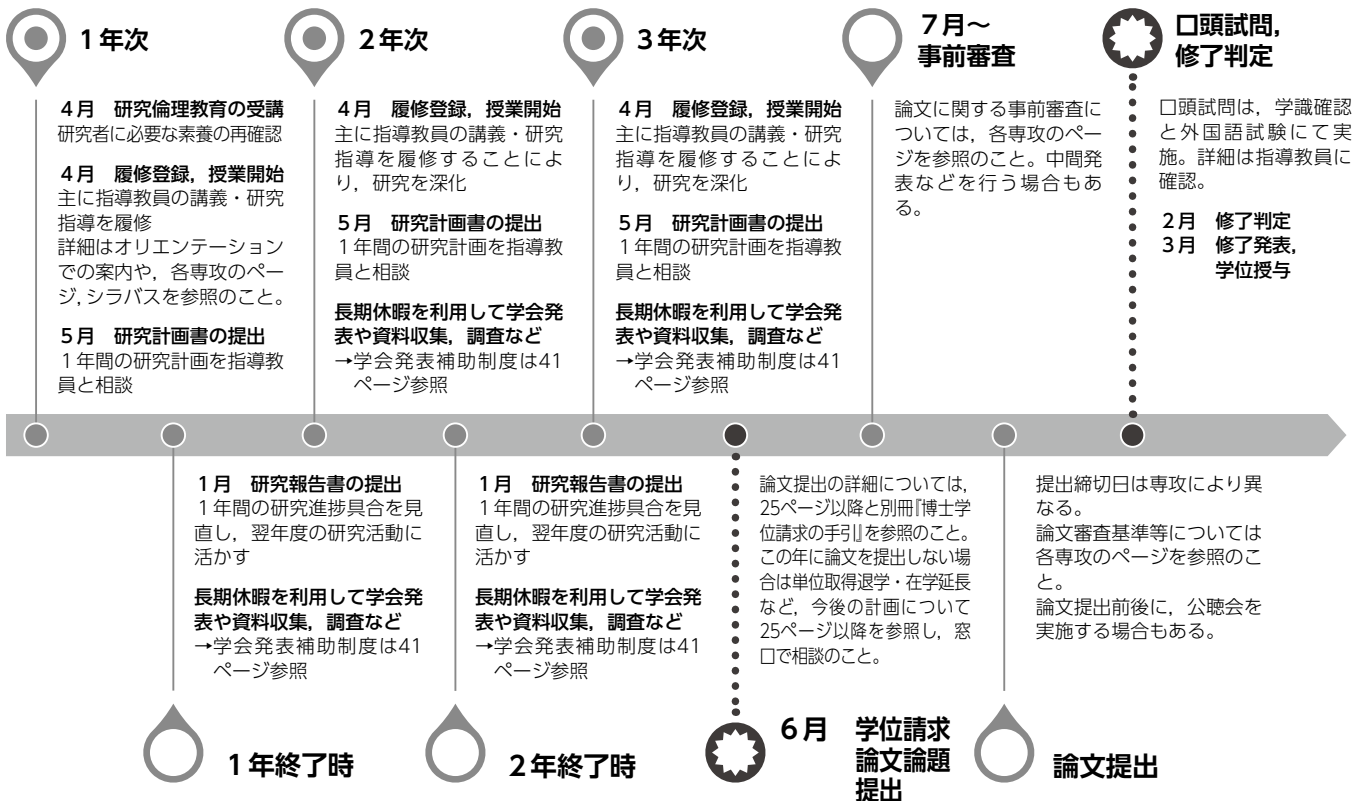 1年次
4月　研究倫理教育の受講
研究者に必要な素養の再確認
4月　履修登録，授業開始
主に指導教員の講義・研究
指導を履修
詳細はオリエンテーション
での案内や，各専攻のペー
ジ，シラバスを参照のこと。
5月　研究計画書の提出
1年間の研究計画を指導教
員と相談
2年次
4月　履修登録，授業開始
主に指導教員の講義・研究
指導を履修することによ
り，研究を深化
5月　研究計画書の提出
1年間の研究計画を指導教
員と相談
長期休暇を利用して学会発
表や資料収集，調査など
→学会発表補助制度は41
ページ参照
3年次
4月　履修登録，授業開始
主に指導教員の講義・研究
指導を履修することによ
り，研究を深化
5月　研究計画書の提出
1年間の研究計画を指導教
員と相談
長期休暇を利用して学会発
表や資料収集，調査など
→学会発表補助制度は41
ページ参照
7月～
事前審査
論文に関する事前審査に
ついては，各専攻のペー
ジを参照のこと。中間発
表などを行う場合もあ
る。
口頭試問，
修了判定
口頭試問は，学識確認
と外国語試験にて実
施。詳細は指導教員に
確認。
2月　修了判定
3月　修了発表，
学位授与
1月　研究報告書の提出
1年間の研究進捗具合を見
直し，翌年度の研究活動に
活かす
長期休暇を利用して学会発
表や資料収集，調査など
→学会発表補助制度は41
ページ参照
1年終了時
1月　研究報告書の提出
1年間の研究進捗具合を見
直し，翌年度の研究活動に
活かす
長期休暇を利用して学会発
表や資料収集，調査など
→学会発表補助制度は41
ページ参照
2年終了時
論文提出の詳細については，
25ページ以降と別冊『博士学
位請求の手引』を参照のこと。
この年に論文を提出しない場
合は単位取得退学・在学延長
など，今後の計画について
25ページ以降を参照し，窓
口で相談のこと。
6月　学位請求
論文論題
提出
提出締切日は専攻により異
なる。
論文審査基準等については
各専攻のページを参照のこ
と。
論文提出前後に，公聴会を
実施する場合もある。
論文提出